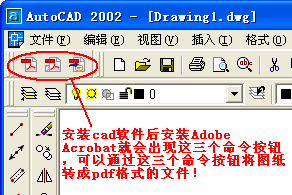 AutoCAD 2002 - [Drawing1.dwg]
文件(F) 编辑(E) 视图(V) 插入(I) 格式(O)
0
安装cad软件后安装Adobe
Acrobat就会出现这三个命令按钮
，可以通过这三个命令按钮将图纸
转成pdf格式的文件！